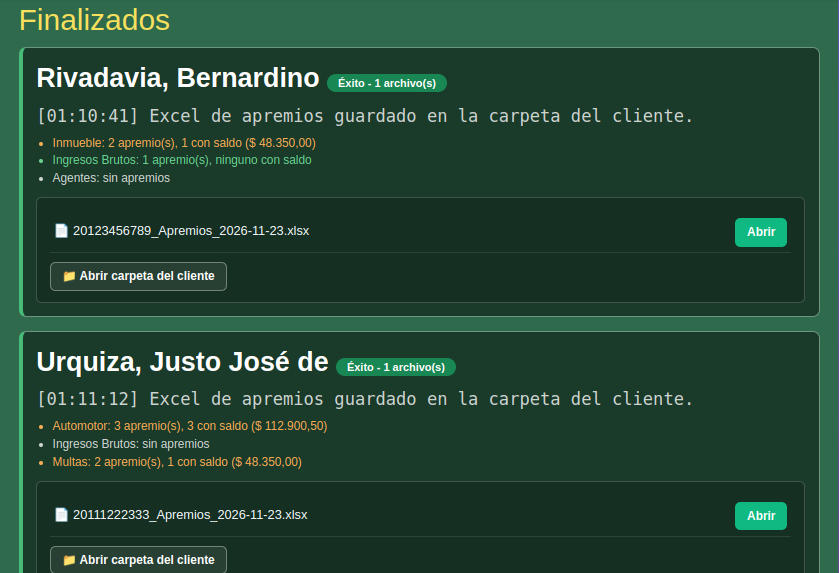 Finalizados
Rivadavia, Bernardino Éxito - 1 archivo(s)
[01:10:41] Excel de apremios guardado en la carpeta del cliente.
Inmueble: 2 apremio(s), 1 con saldo ($ 48.350,00)
Ingresos Brutos: 1 apremio(s), ninguno con saldo
Agentes: sin apremios
20123456789_Apremios_2026-11-23.xlsx Abrir
Abrir carpeta del cliente
Urquiza, Justo José de Éxito - 1 archivo(s)
[01:11:12] Excel de apremios guardado en la carpeta del cliente.
Automotor: 3 apremio(s), 3 con saldo ($ 112.900,50)
Ingresos Brutos: sin apremios
Multas: 2 apremio(s), 1 con saldo ($ 48.350,00)
20111222333_Apremios_2026-11-23.xlsx Abrir
Abrir carpeta del cliente